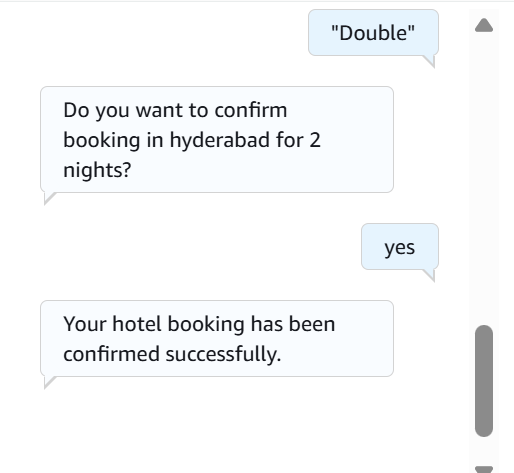 "Double"
Do you want to confirm
booking in hyderabad for 2
nights?
yes
Your hotel booking has been
confirmed successfully.